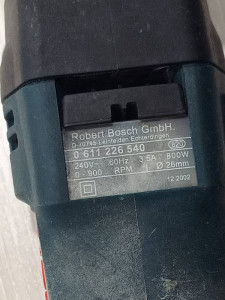 Robert Bosch GmbH.
D-70745 Leinfelden-Echterdingen
0 611 226 540
240V~ 60Hz 3.5A / 800W
0 - 900 RPM Ø 26mm
12.2002